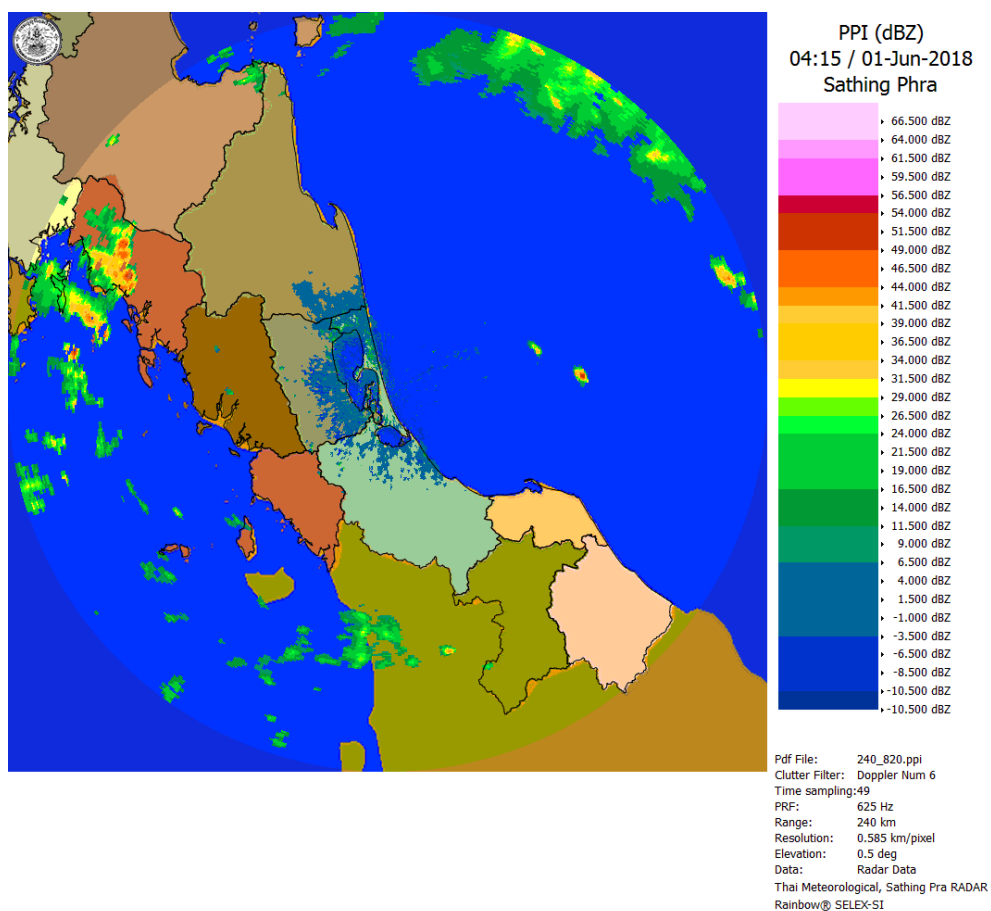 PPI (dBZ)
04:15 / 01-Jun-2018
Sathing Phra
66.500 dBZ
64.000 dBZ
61.500 dBZ
59.500 dBZ
56.500 dBZ
54.000 dBZ
51.500 dBZ
49.000 dBZ
46.500 dBZ
44.000 dBZ
41.500 dBZ
39.000 dBZ
36.500 dBZ
34.000 dBZ
31.500 dBZ
29.000 dBZ
26.500 dBZ
24.000 dBZ
21.500 dBZ
19.000 dBZ
16.500 dBZ
14.000 dBZ
11.500 dBZ
9.000 dBZ
6.500 dBZ
4.000 dBZ
1.500 dBZ
-1.000 dBZ
-3.500 dBZ
-6.500 dBZ
-8.500 dBZ
-10.500 dBZ
-10.500 dBZ
Pdf File: 240_820.ppi
Clutter Filter: Doppler Num 6
Time sampling:49
PRF: 625 Hz
Range: 240 km
Resolution: 0.585 km/pixel
Elevation: 0.5 deg
Data: Radar Data
Thai Meteorological, Sathing Pra RADAR
Rainbow® SELEX-SI